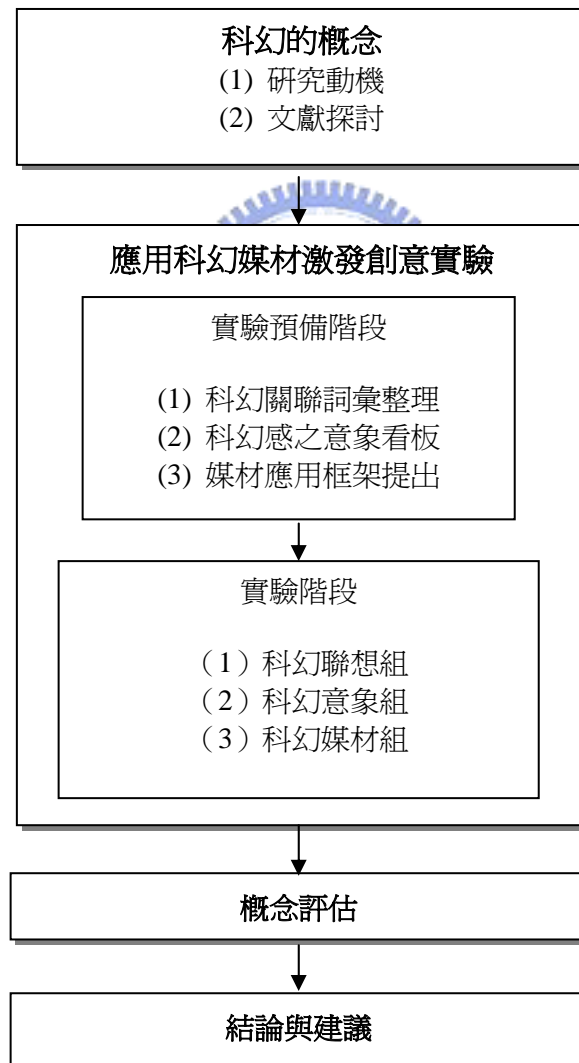 科幻的概念
(1) 研究動機
(2) 文獻探討
應用科幻媒材激發創意實驗
實驗預備階段
(1) 科幻關聯詞彙整理
(2) 科幻感之意象看板
(3) 媒材應用框架提出
實驗階段
（1）科幻聯想組
（2）科幻意象組
（3）科幻媒材組
概念評估
結論與建議